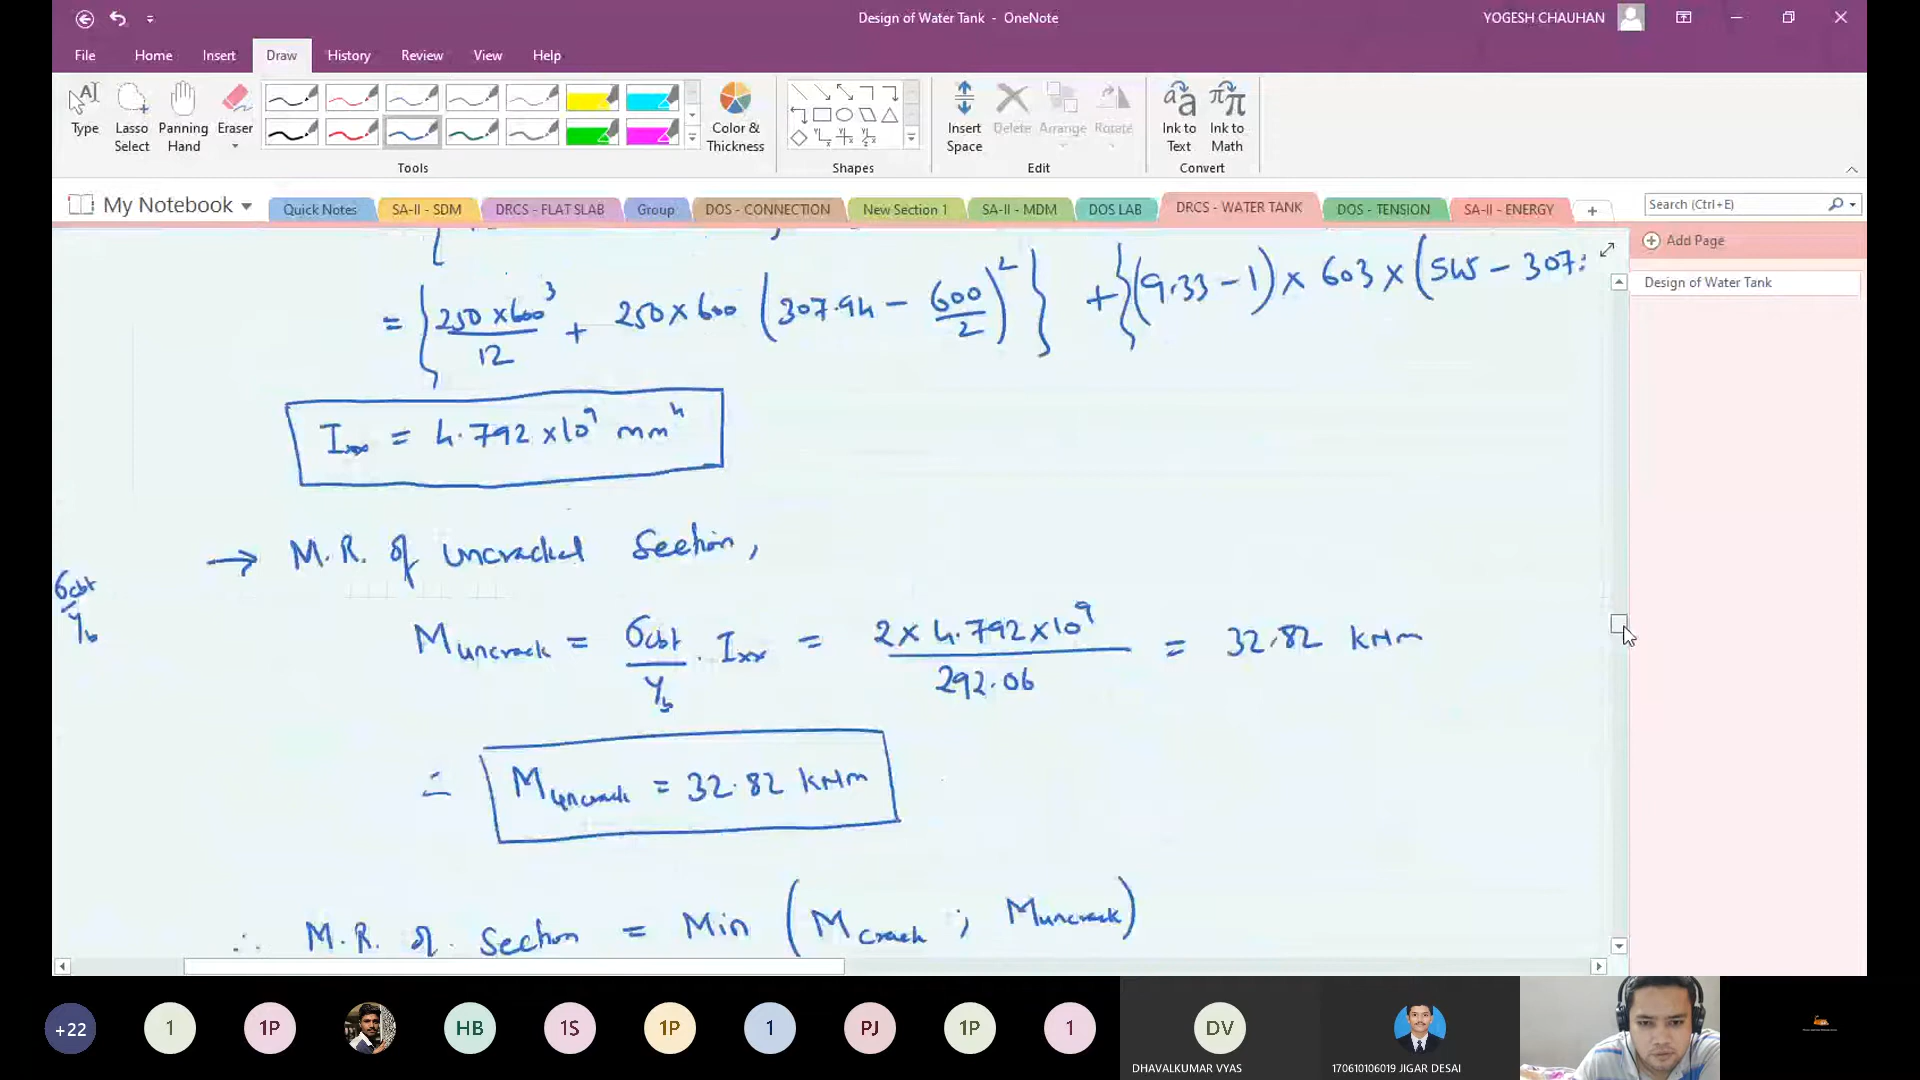 Design of Water Tank - OneNote
YOGESH CHAUHAN
File Home Insert Draw History Review View Help
Type
Lasso Select
Panning Hand
Eraser
Color & Thickness
Insert Space
Delete
Arrange
Rotate
Ink to Text
Ink to Math
Tools Shapes Edit Convert
My Notebook
Quick Notes SA-II - SDM DRCS - FLAT SLAB Group DOS - CONNECTION New Section 1 SA-II - MDM DOS LAB DRCS - WATER TANK DOS - TENSION SA-II - ENERGY
Search (Ctrl+E)
Add Page
Design of Water Tank
= { 250 × 600³ / 12 + 250 × 600 ( 307.94 − 600/2 )² } + { (9.33 − 1) × 603 × ( 545 − 307.
Ixx = 4.792 × 10⁹ mm⁴
→ M.R. of uncracked Section,
σcbt / yb
Muncrack = σcbt / yb . Ixx = 2 × 4.792 × 10⁹ / 292.06 = 32.82 kNm
∴ Muncrack = 32.82 kNm
∴ M.R. of Section = Min ( Mcrack ; Muncrack )
+22 1 1P HB 1S 1P 1 PJ 1P 1 DV
DHAVALKUMAR VYAS
170610106019 JIGAR DESAI